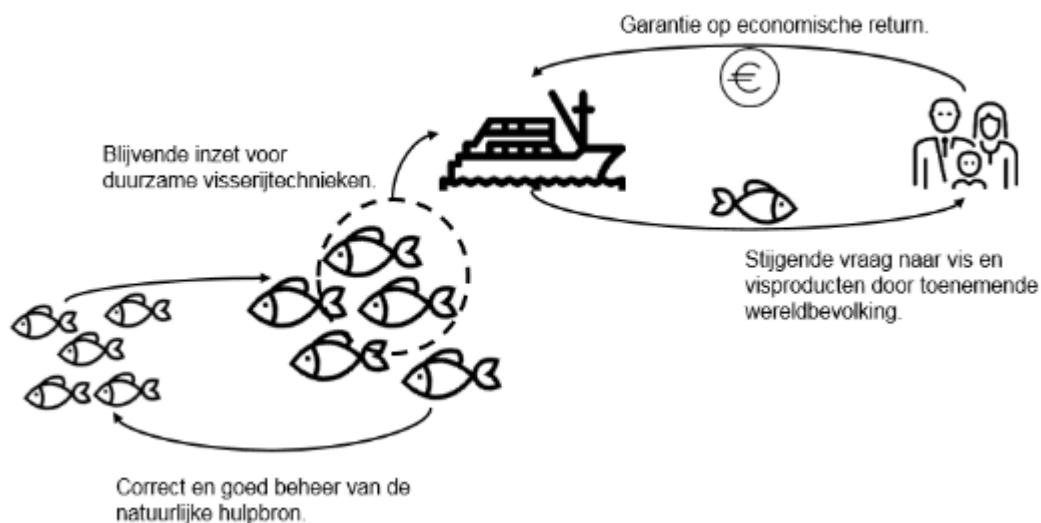 Garantie op economische return.
€
Blijvende inzet voor
duurzame visserijtechnieken.
Stijgende vraag naar vis en
visproducten door toenemende
wereldbevolking.
Correct en goed beheer van de
natuurlijke hulpbron.